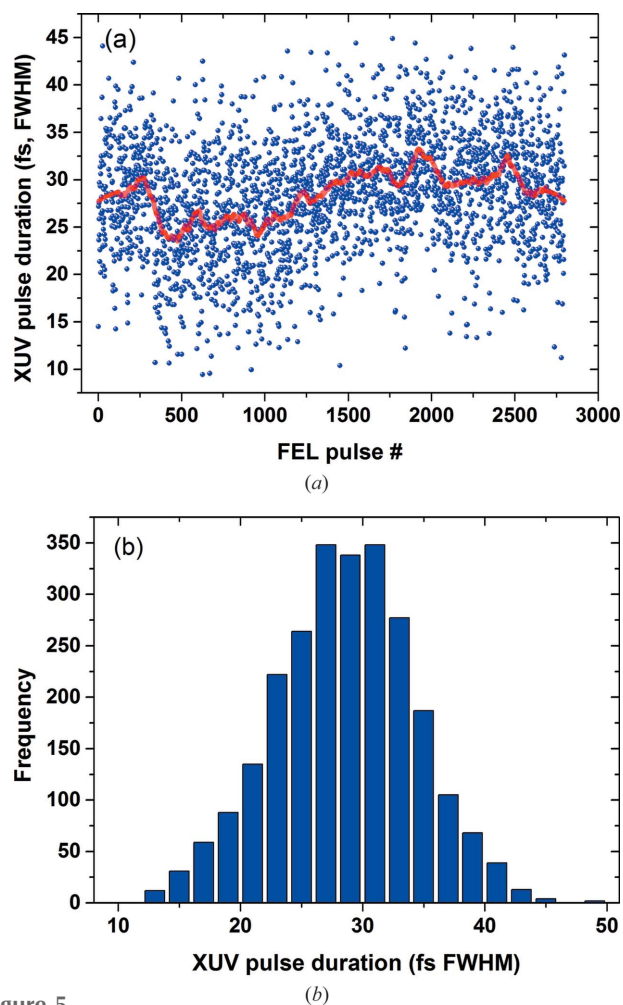 (a)
45
40
35
30
25
20
15
10
XUV pulse duration (fs, FWHM)
0 500 1000 1500 2000 2500 3000
FEL pulse #
(a)
(b)
350
300
250
200
150
100
50
0
Frequency
10 20 30 40 50
XUV pulse duration (fs FWHM)
(b)